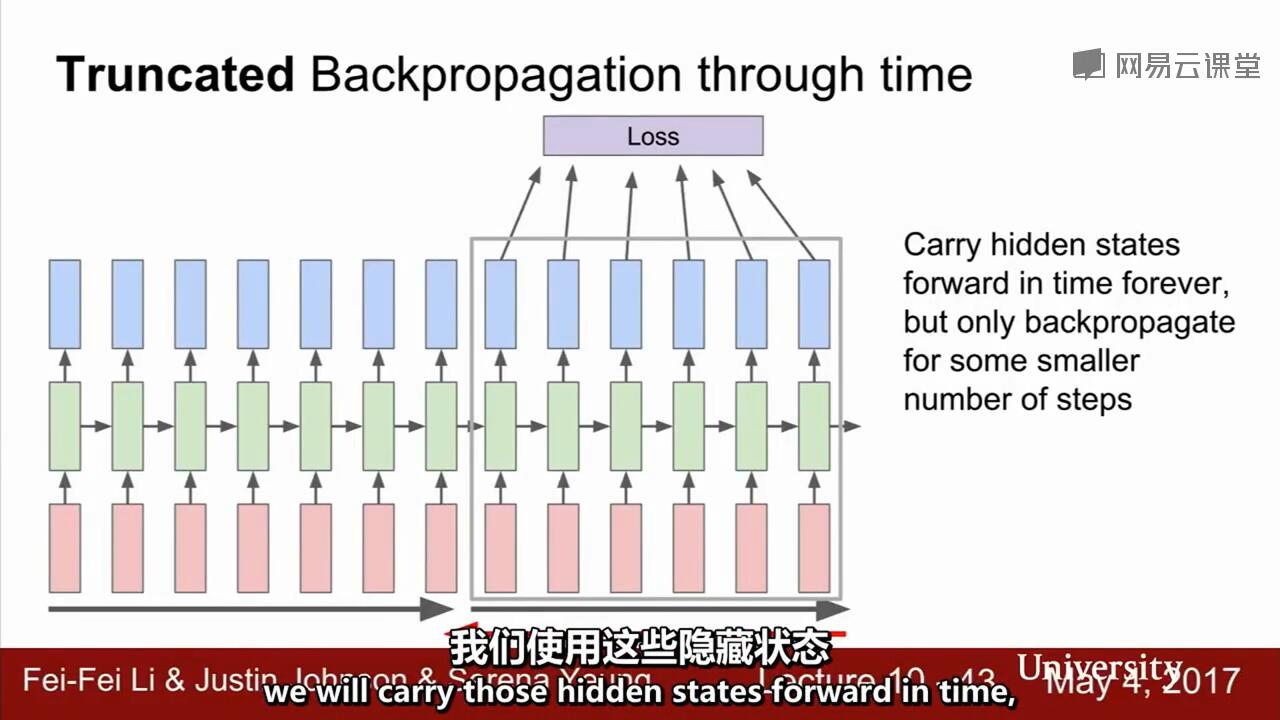 Truncated Backpropagation through time
网易云课堂
Loss
Carry hidden states
forward in time forever,
but only backpropagate
for some smaller
number of steps
我们使用这些隐藏状态
we will carry those hidden states forward in time,
Fei-Fei Li & Justin Johnson & Serena Yeung
Lecture 10 - 43
University
May 4, 2017